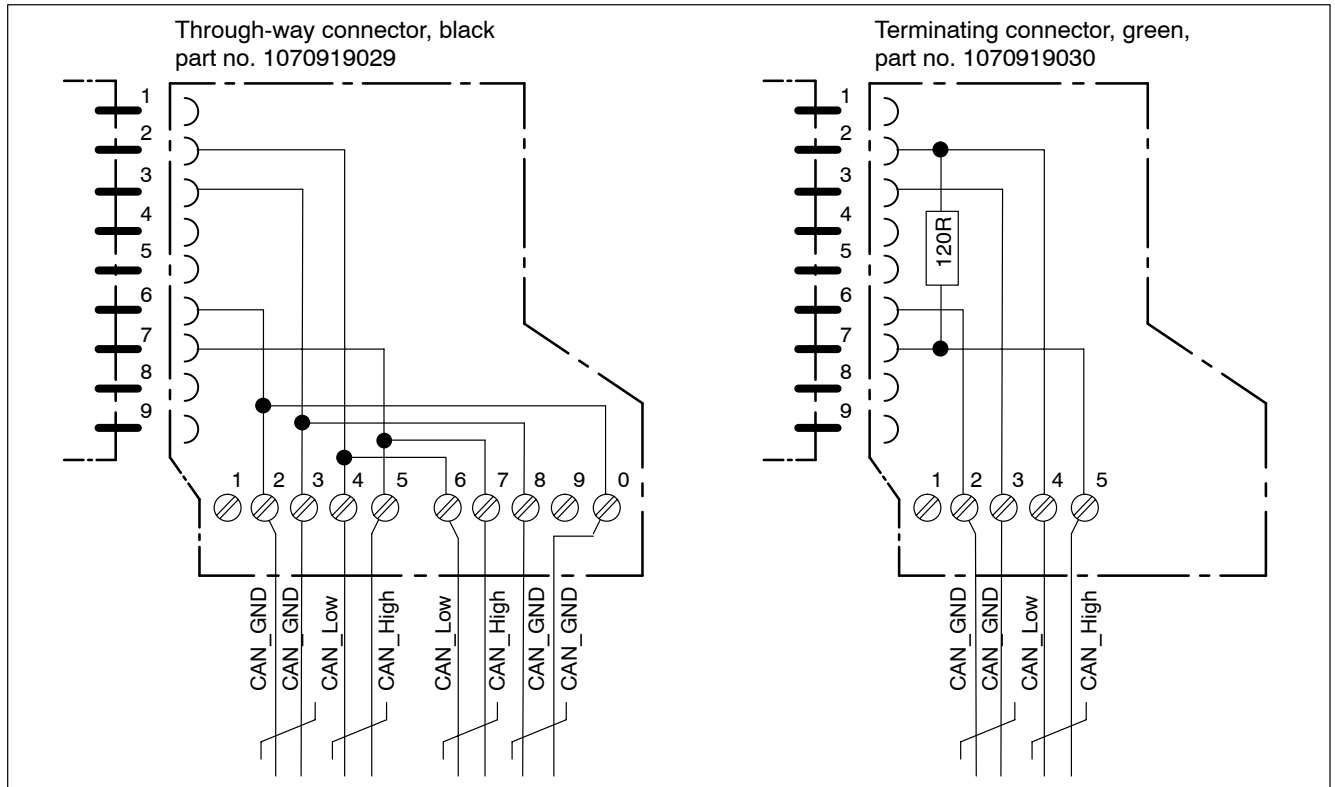 Through-way connector, black
part no. 1070919029
1
2
3
4
5
6
7
8
9
1 2 3 4 5 6 7 8 9 0
CAN_GND
CAN_GND
CAN_Low
CAN_High
CAN_Low
CAN_High
CAN_GND
CAN_GND
Terminating connector, green,
part no. 1070919030
1
2
3
4
5
6
7
8
9
120R
1 2 3 4 5
CAN_GND
CAN_GND
CAN_Low
CAN_High